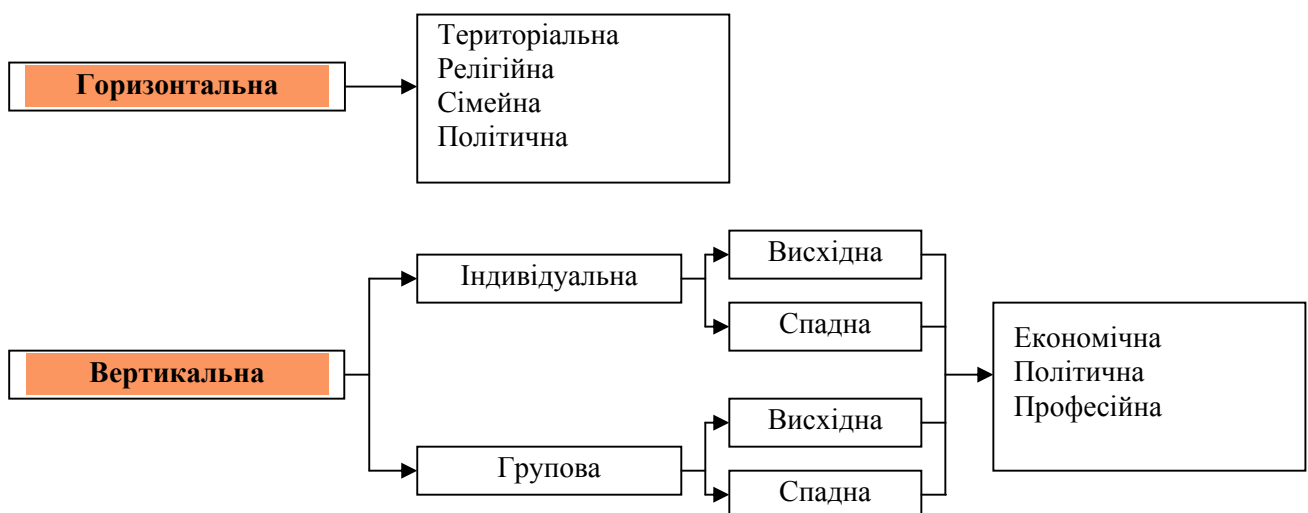 Горизонтальна
Територіальна
Релігійна
Сімейна
Політична
Вертикальна
Індивідуальна
Висхідна
Спадна
Групова
Висхідна
Спадна
Економічна
Політична
Професійна